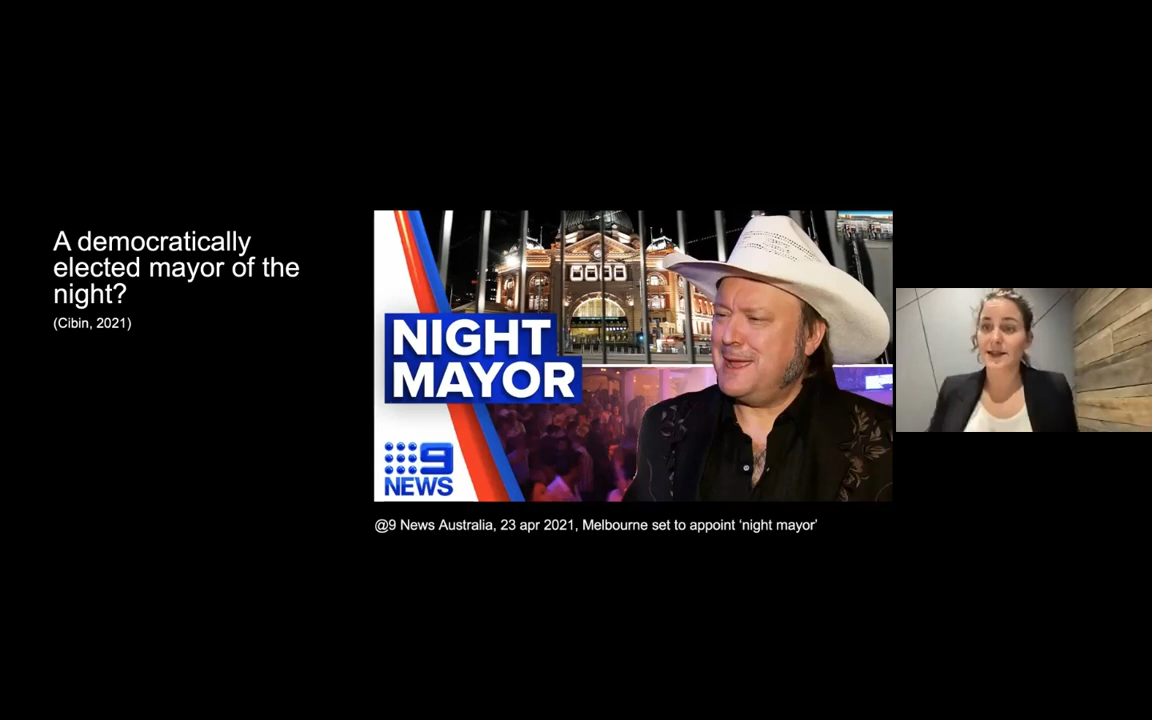 A democratically
elected mayor of the
night?
(Cibin, 2021)
NIGHT
MAYOR
9
NEWS
@9 News Australia, 23 apr 2021, Melbourne set to appoint ‘night mayor’